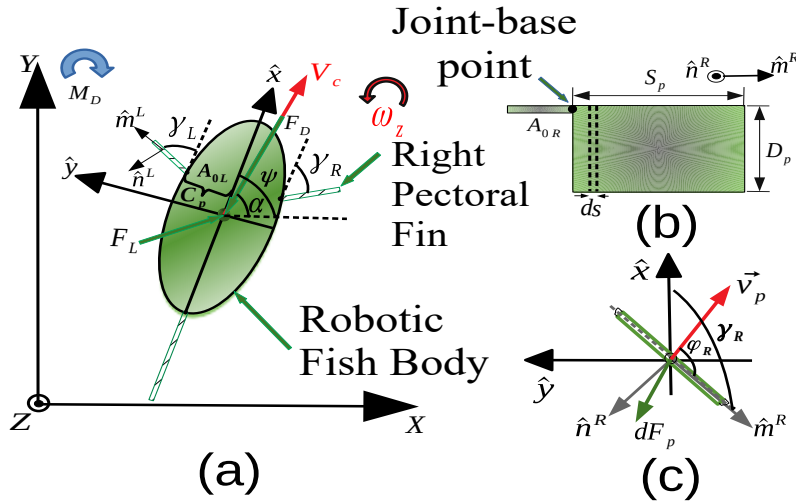 Y
M_D
x̂
V_c
ω_z
F_D
m̂^L
γ_L
n̂^L
ŷ
A_0L
C_p
ψ
α
γ_R
F_L
Right
Pectoral
Fin
Robotic
Fish Body
Z
X
(a)
Joint-base
point
S_p
n̂^R
m̂^R
A_0R
D_p
ds
(b)
x̂
v⃗_p
γ_R
φ_R
ŷ
n̂^R
dF_p
m̂^R
(c)